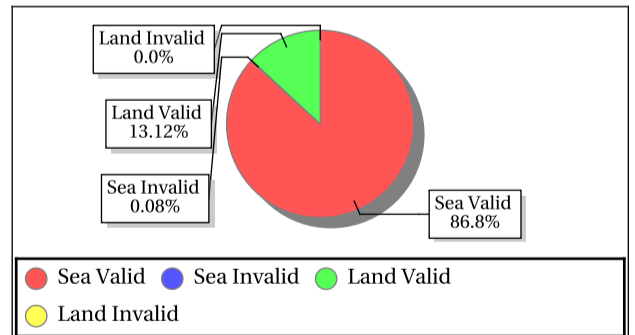 Land Invalid
0.0%
Land Valid
13.12%
Sea Invalid
0.08%
Sea Valid
86.8%
Sea Valid Sea Invalid Land Valid
Land Invalid